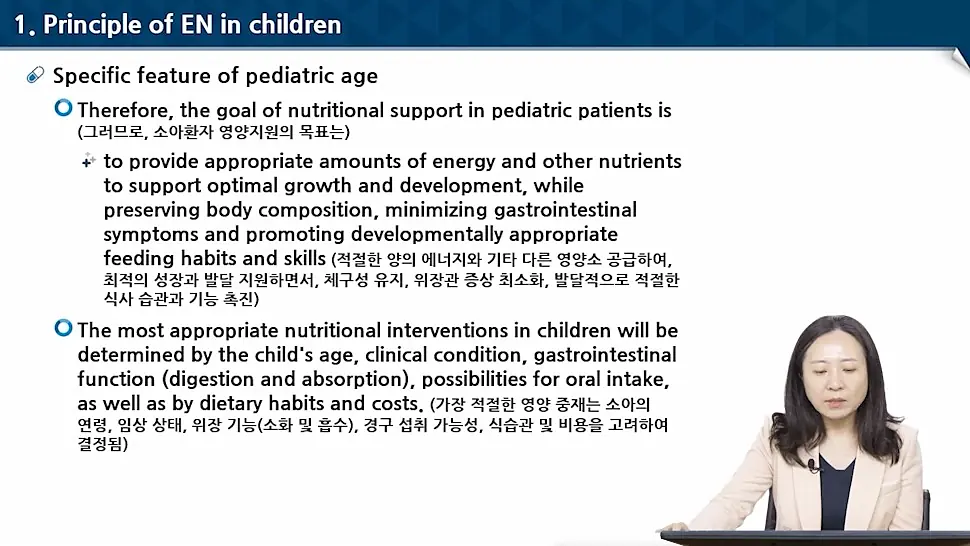 1. Principle of EN in children
Specific feature of pediatric age
Therefore, the goal of nutritional support in pediatric patients is
(그러므로, 소아환자 영양지원의 목표는)
to provide appropriate amounts of energy and other nutrients
to support optimal growth and development, while
preserving body composition, minimizing gastrointestinal
symptoms and promoting developmentally appropriate
feeding habits and skills (적절한 양의 에너지와 기타 다른 영양소 공급하여,
최적의 성장과 발달 지원하면서, 체구성 유지, 위장관 증상 최소화, 발달적으로 적절한
식사 습관과 기능 촉진)
The most appropriate nutritional interventions in children will be
determined by the child's age, clinical condition, gastrointestinal
function (digestion and absorption), possibilities for oral intake,
as well as by dietary habits and costs. (가장 적절한 영양 중재는 소아의
연령, 임상 상태, 위장 기능(소화 및 흡수), 경구 섭취 가능성, 식습관 및 비용을 고려하여
결정됨)